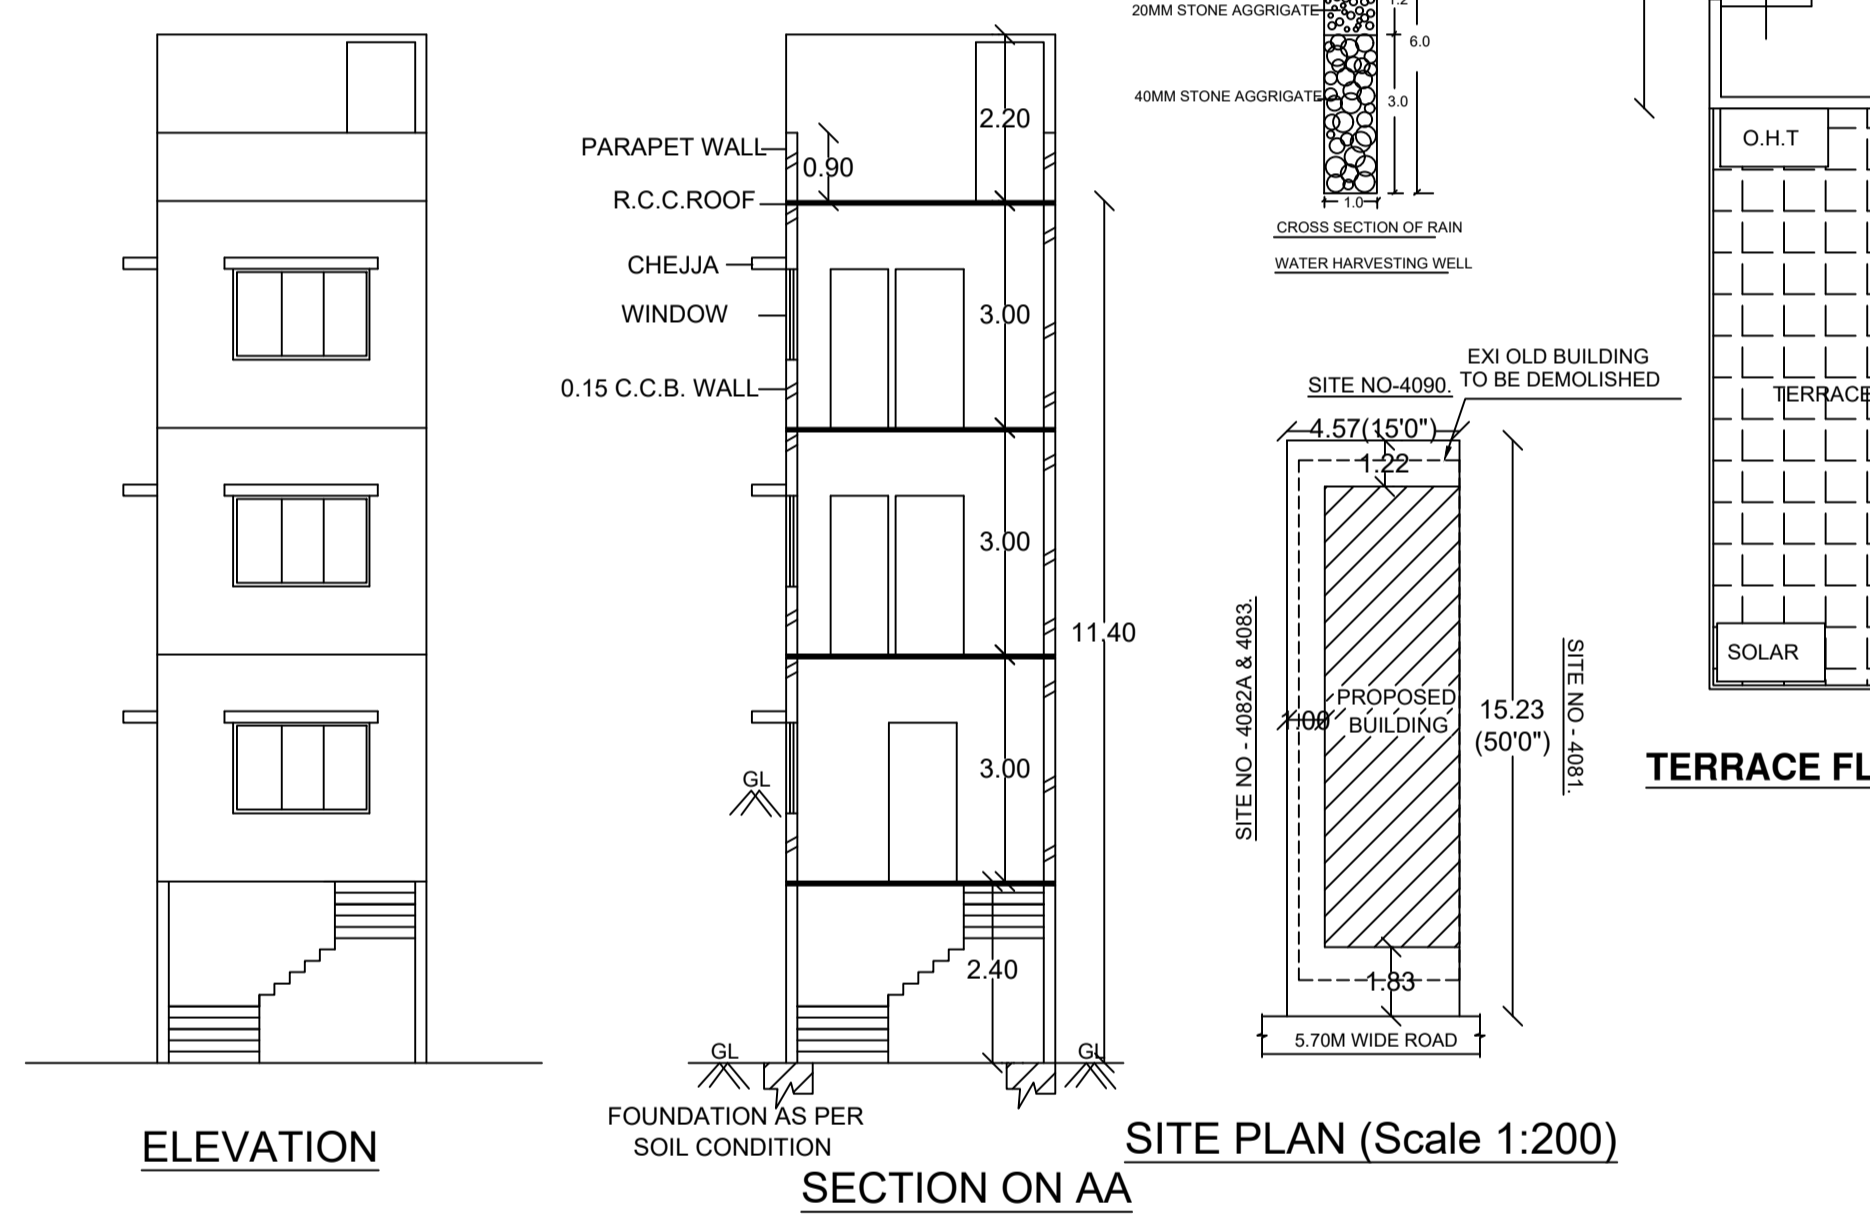 20MM STONE AGGRIGATE
1.2
6.0
40MM STONE AGGRIGATE
3.0
1.0
CROSS SECTION OF RAIN
WATER HARVESTING WELL
PARAPET WALL
0.90
2.20
R.C.C.ROOF
CHEJJA
WINDOW
3.00
0.15 C.C.B. WALL
3.00
11.40
GL
3.00
2.40
GL
GL
FOUNDATION AS PER
SOIL CONDITION
ELEVATION
SECTION ON AA
EXI OLD BUILDING
TO BE DEMOLISHED
SITE NO-4090.
4.57(15'0")
1.22
SITE NO - 4082A & 4083.
1.00
PROPOSED
BUILDING
15.23
(50'0")
SITE NO - 4081.
1.83
5.70M WIDE ROAD
SITE PLAN (Scale 1:200)
O.H.T
TERRACE
SOLAR
TERRACE FL